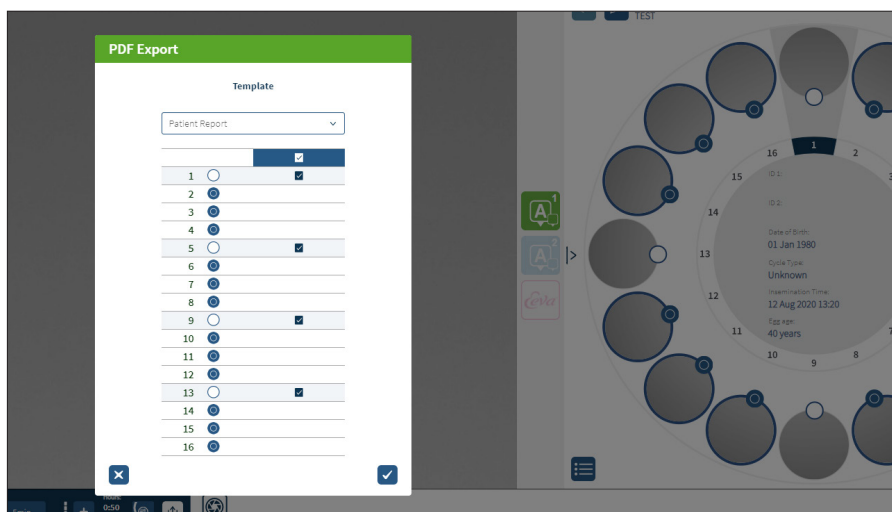 TEST
PDF Export
Template
Patient Report
1
2
3
4
5
6
7
8
9
10
11
12
13
14
15
16
A 1
A 2
eeva
|>
16
1
2
15
14
13
12
11
10
9
8
ID 1:
ID 2:
Date of Birth:
01 Jan 1980
Cycle Type:
Unknown
Insemination Time:
12 Aug 2020 13:20
Egg age:
40 years
0:50